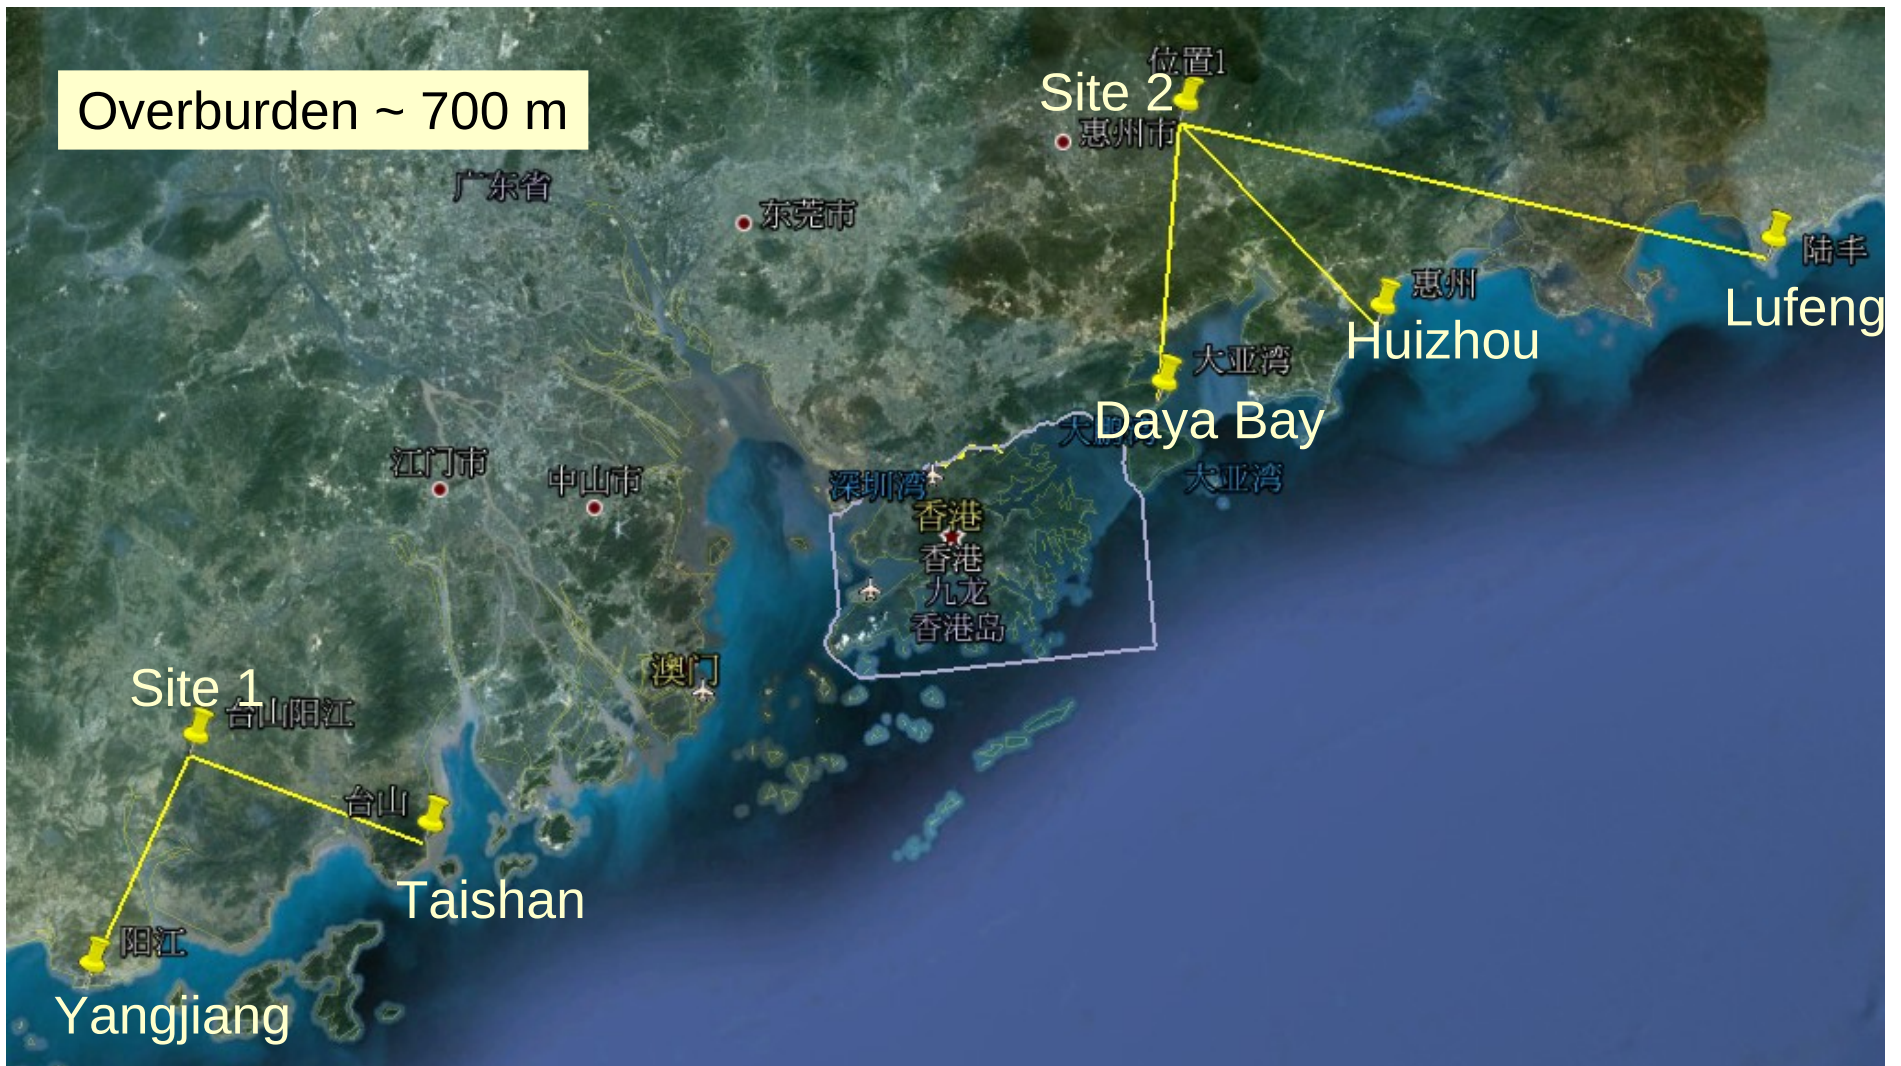 位置1
Site 2
Overburden ~ 700 m
惠州市
广东省
东莞市
陆丰
惠州
Lufeng
Huizhou
大亚湾
Daya Bay
江门市
中山市
深圳湾
大亚湾
香港
香港
九龙
香港岛
澳门
Site 1
台山阳江
台山
Taishan
阳江
Yangjiang